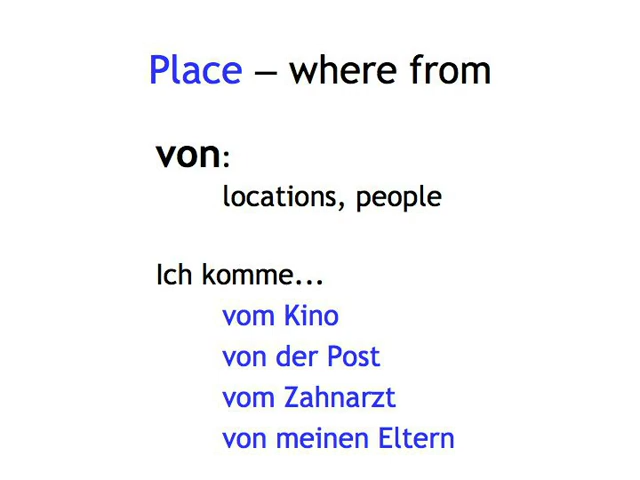 Place – where from
von:
locations, people
Ich komme...
vom Kino
von der Post
vom Zahnarzt
von meinen Eltern